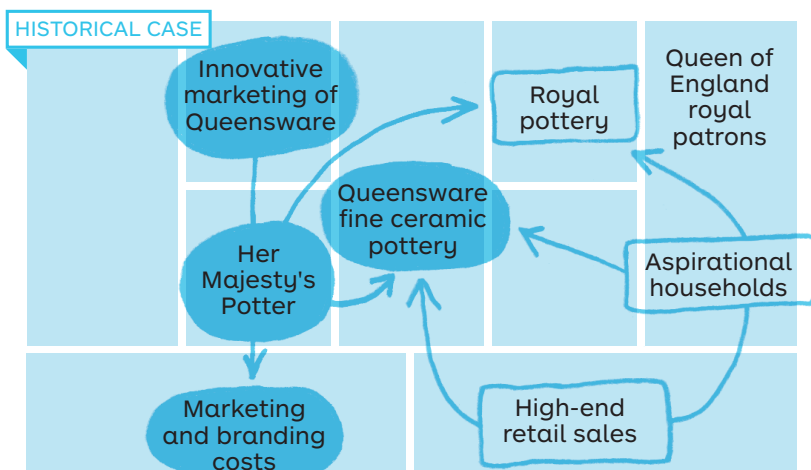 HISTORICAL CASE
Innovative
marketing of
Queensware
Royal
pottery
Queen of
England
royal
patrons
Queensware
fine ceramic
pottery
Her
Majesty's
Potter
Aspirational
households
Marketing
and branding
costs
High-end
retail sales